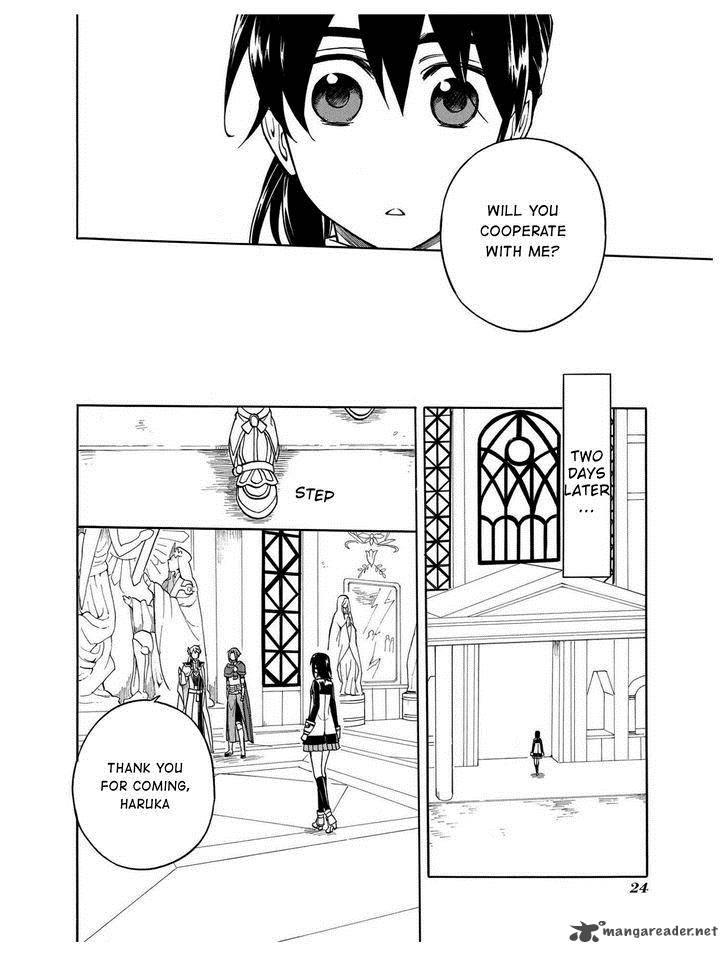 WILL YOU
COOPERATE
WITH ME?
TWO
DAYS
LATER
...
STEP
THANK YOU
FOR COMING,
HARUKA
24
mangareader.net